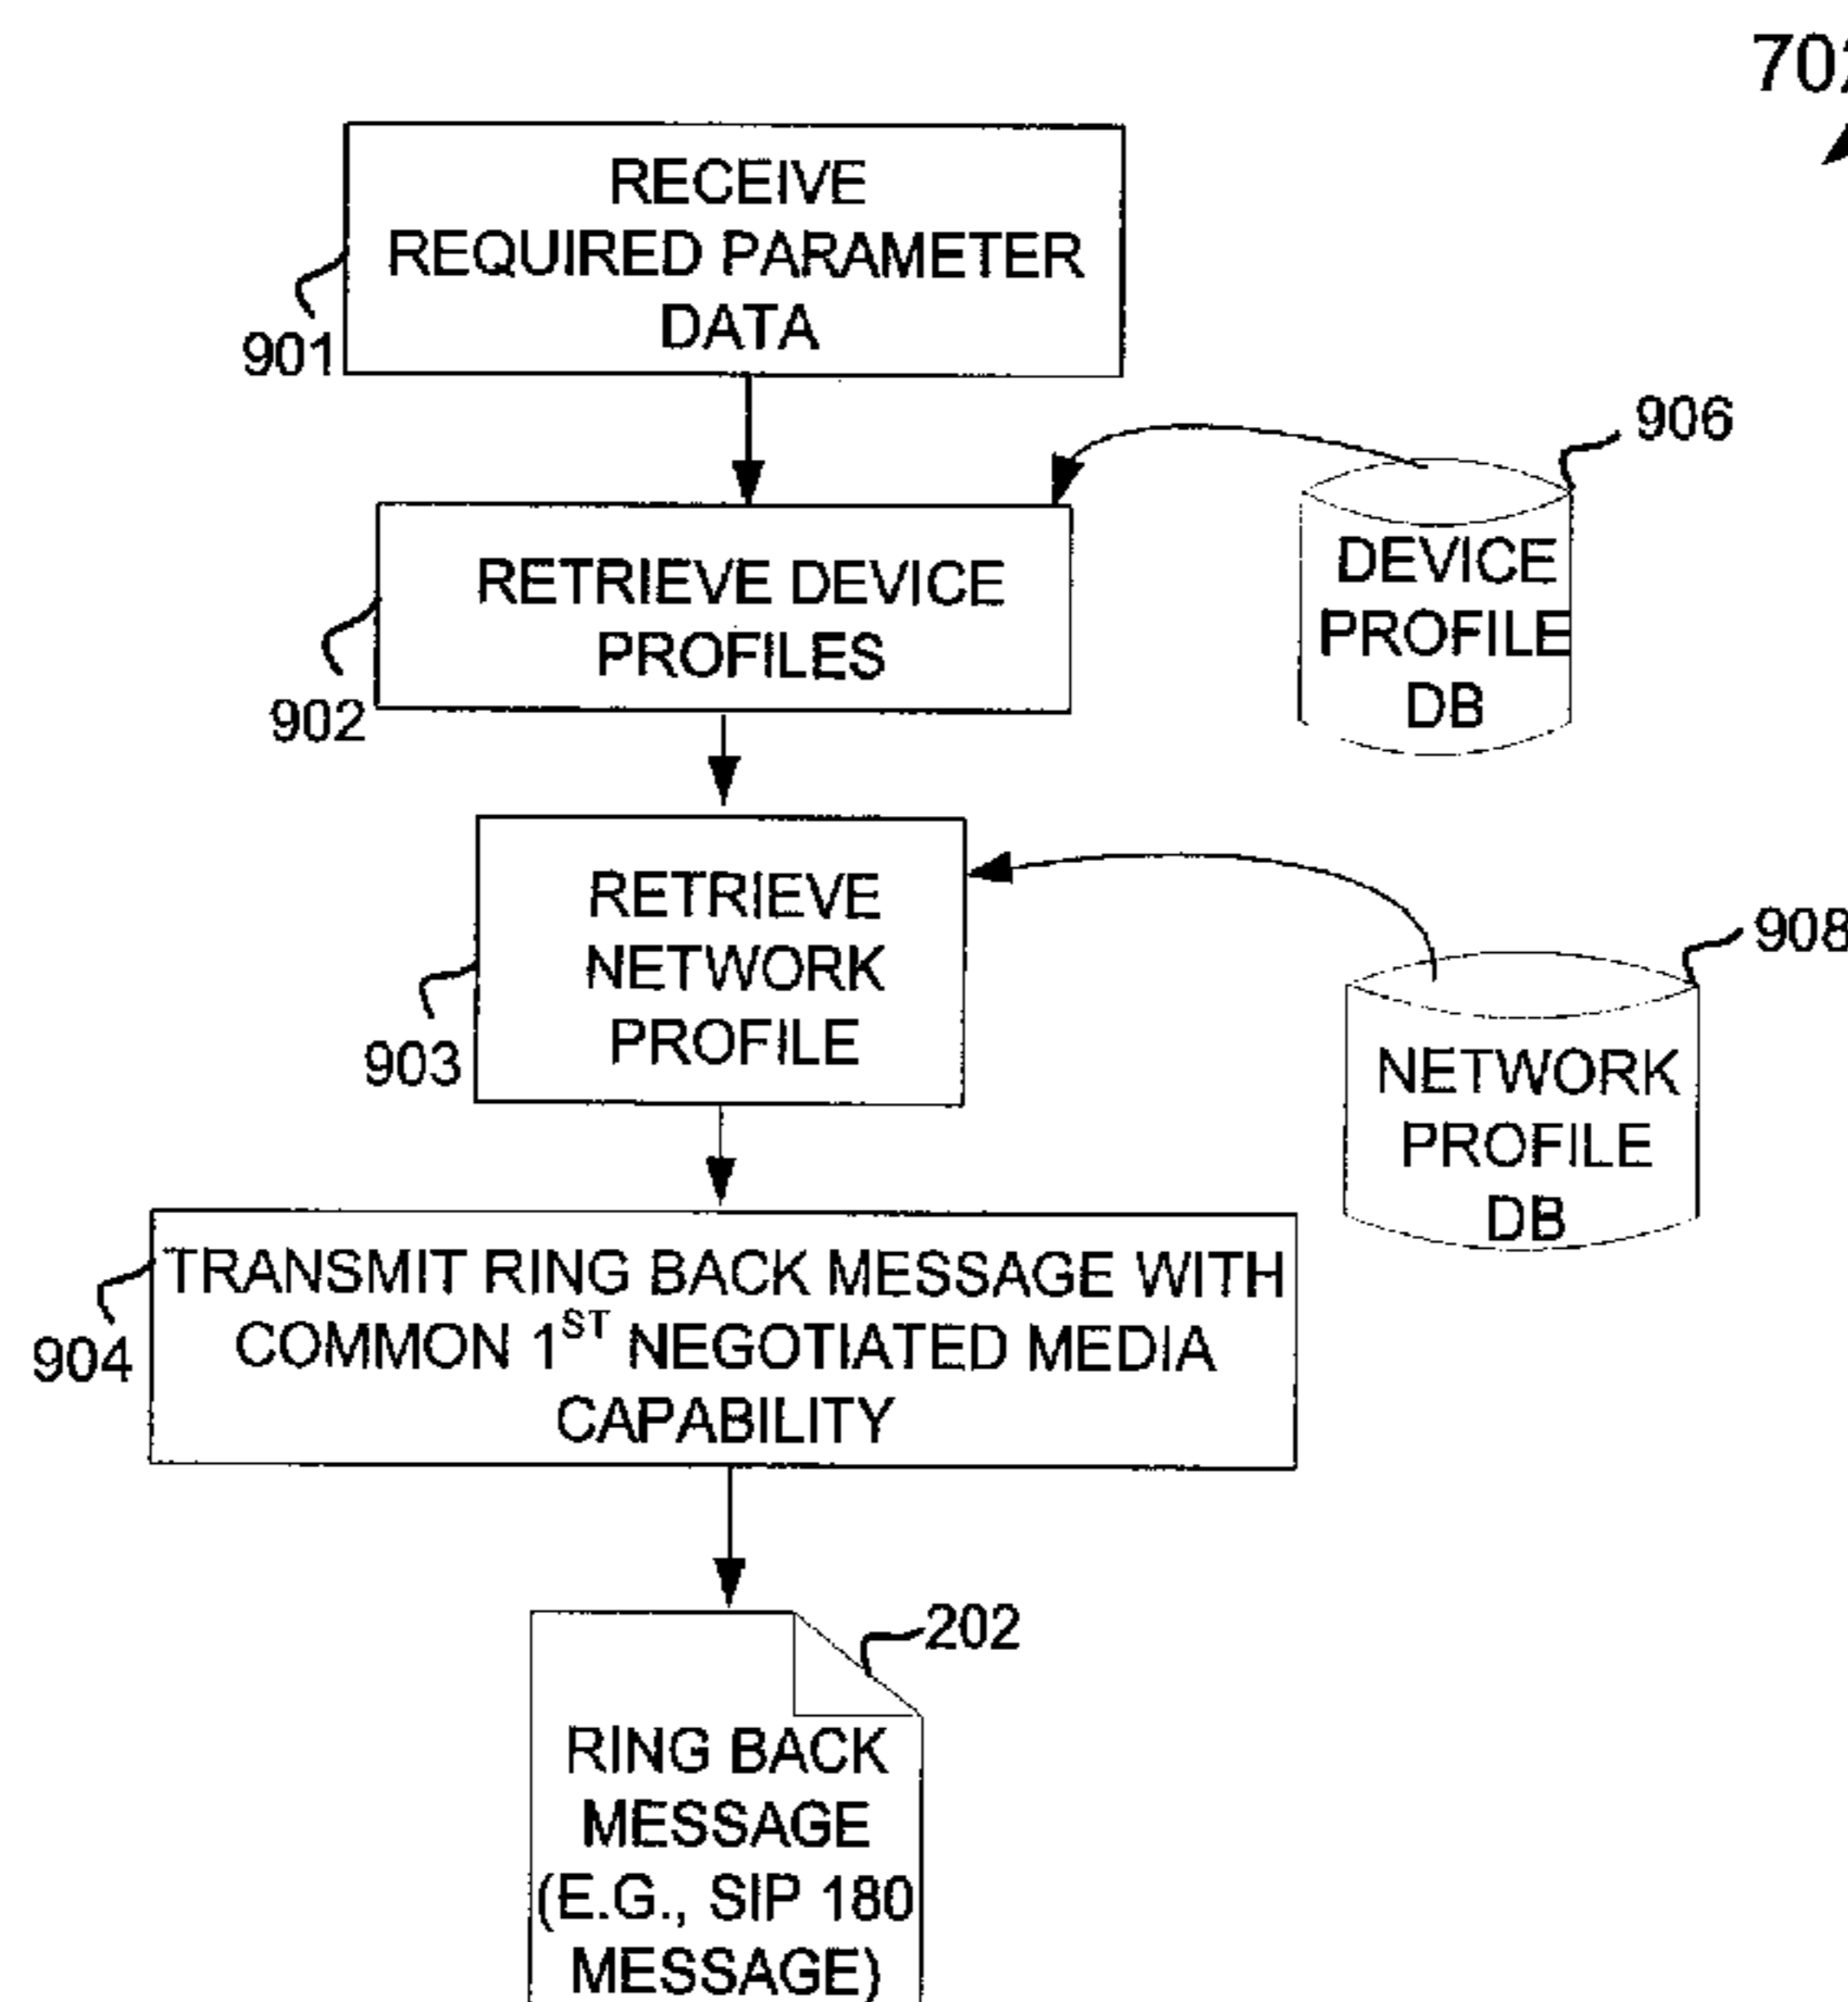 702
RECEIVE
REQUIRED PARAMETER
DATA
901
906
RETRIEVE DEVICE
PROFILES
902
DEVICE
PROFILE
DB
RETRIEVE
NETWORK
PROFILE
903
908
NETWORK
PROFILE
DB
TRANSMIT RING BACK MESSAGE WITH
COMMON 1ST NEGOTIATED MEDIA
CAPABILITY
904
202
RING BACK
MESSAGE
(E.G., SIP 180
MESSAGE)